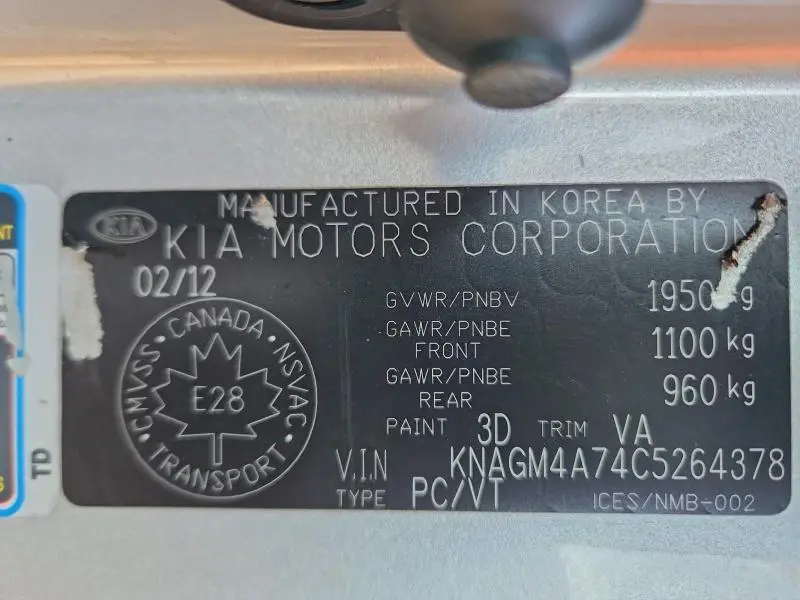 MANUFACTURED IN KOREA BY
KIA
KIA MOTORS CORPORATION
02/12
GVWR/PNBV 1950 kg
GAWR/PNBE FRONT 1100 kg
GAWR/PNBE REAR 960 kg
CANADA • NSVAC • TRANSPORT • CMVSS •
E28
PAINT 3D TRIM VA
V.I.N KNAGM4A74C5264378
TYPE PC/VT ICES/NMB-002
TD
NT